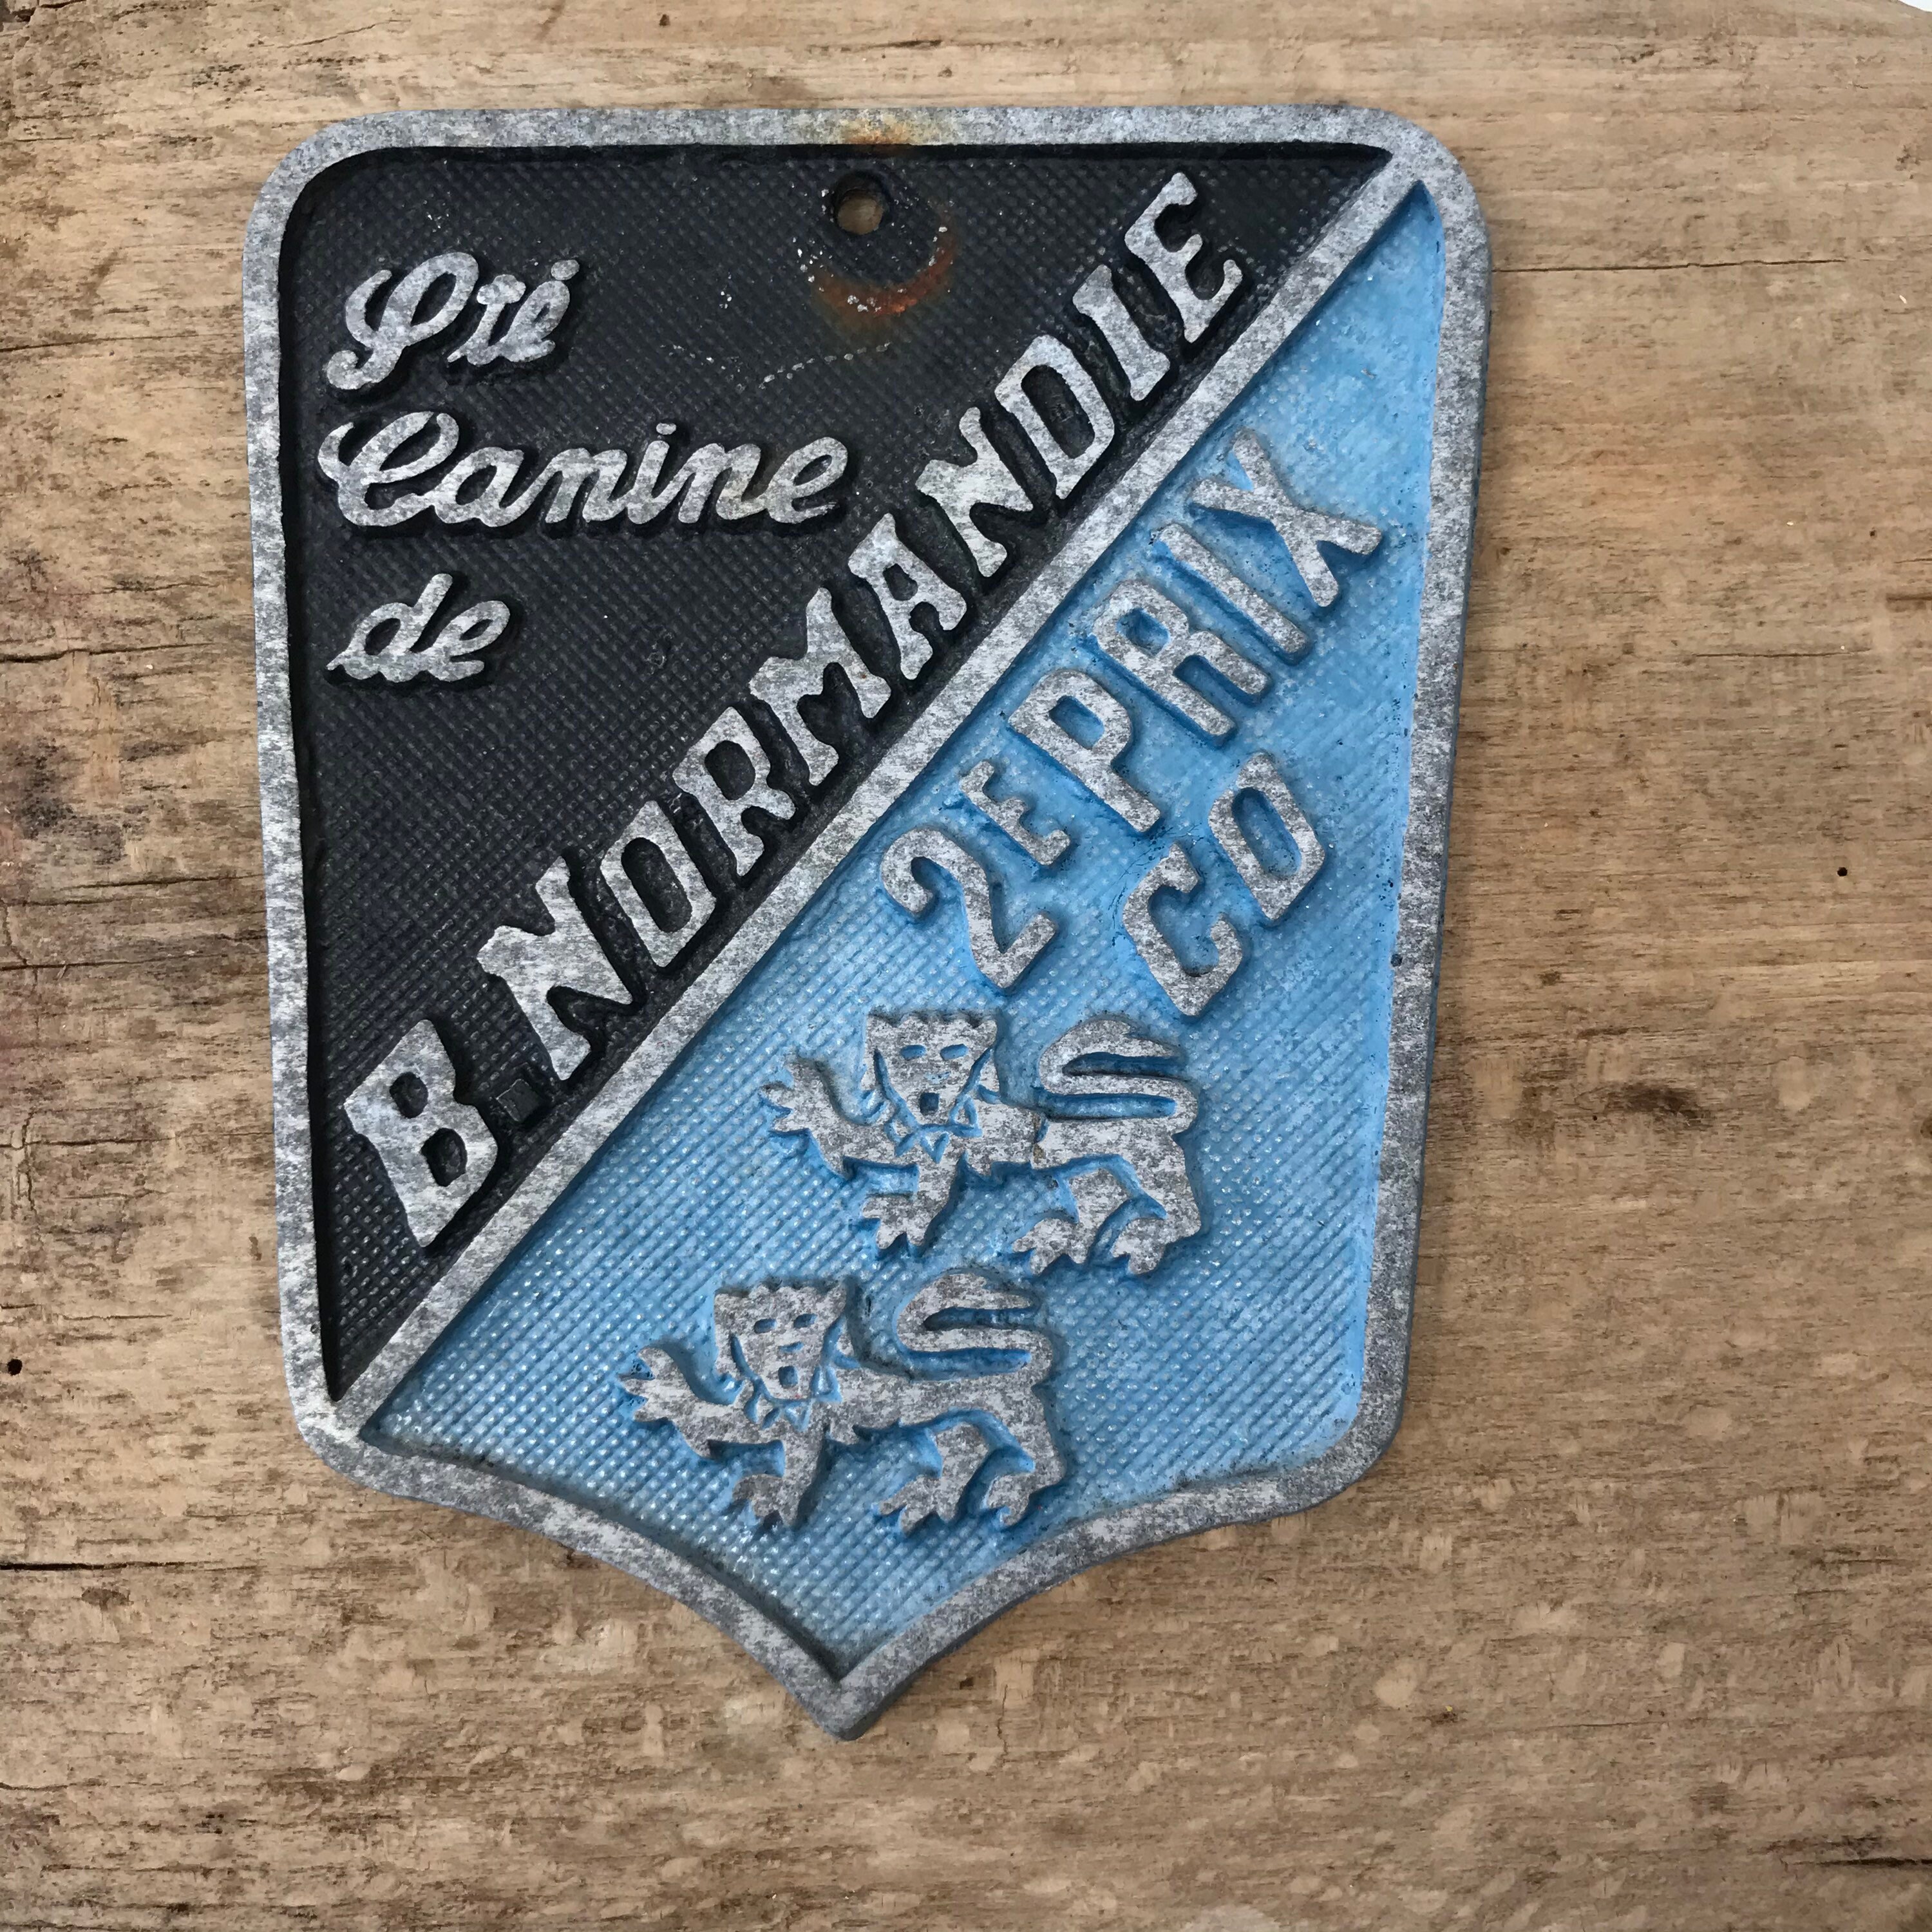 Sté
Canine
de
B.NORMANDIE
2E PRIX
CO